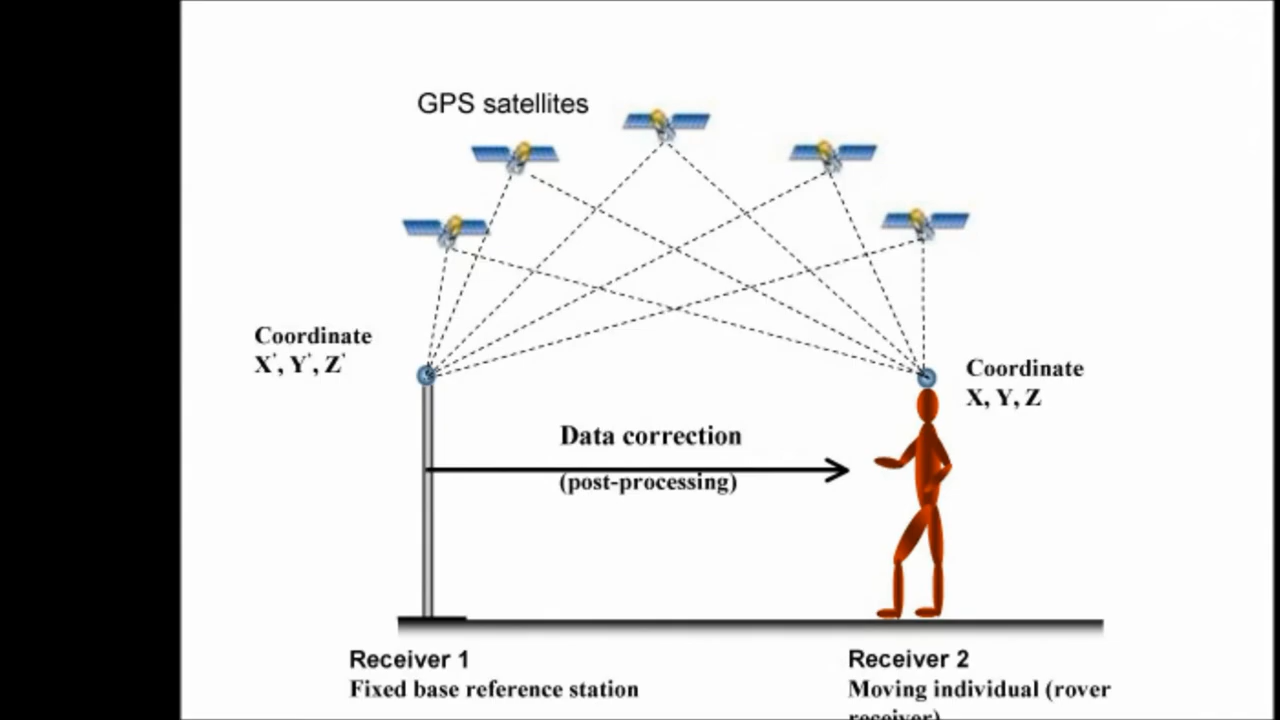 GPS satellites
Coordinate
X', Y', Z'
Coordinate
X, Y, Z
Data correction
(post-processing)
Receiver 1
Fixed base reference station
Receiver 2
Moving individual (rover
receiver)